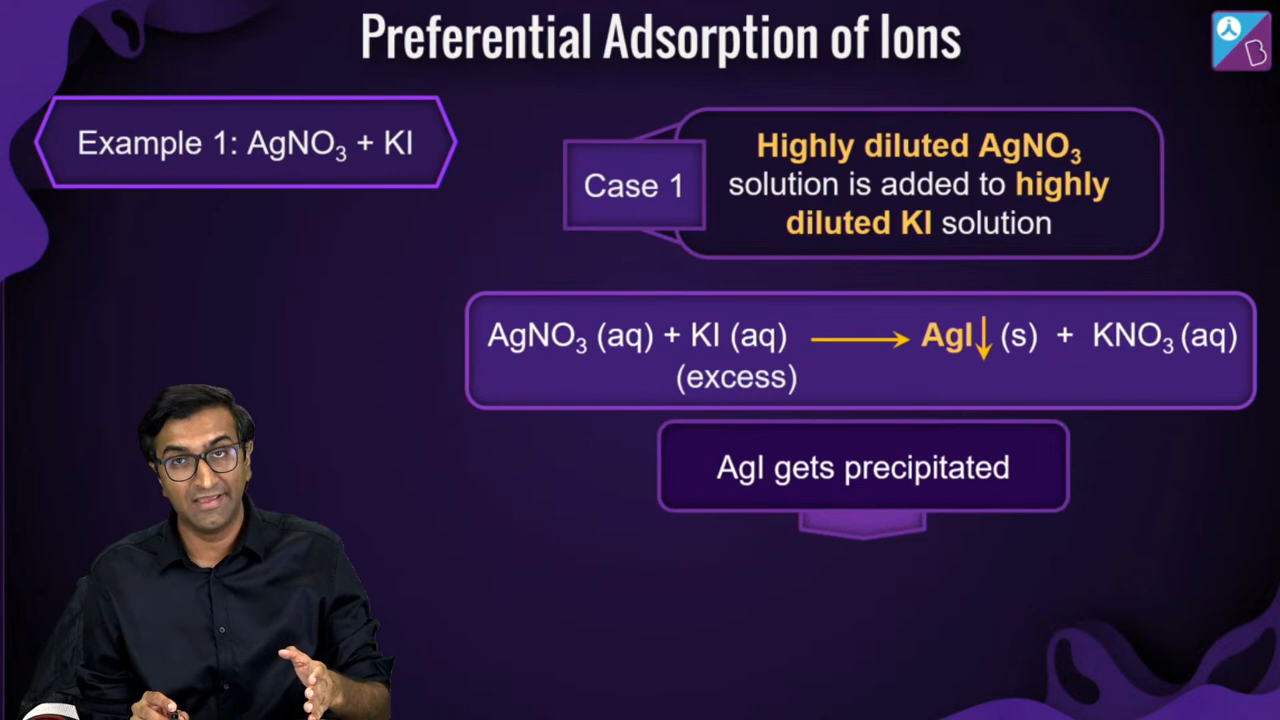 Preferential Adsorption of Ions
Example 1: AgNO₃ + KI
Case 1
Highly diluted AgNO₃
solution is added to highly
diluted KI solution
AgNO₃ (aq) + KI (aq) ⟶ AgI↓ (s) + KNO₃ (aq)
(excess)
AgI gets precipitated
B